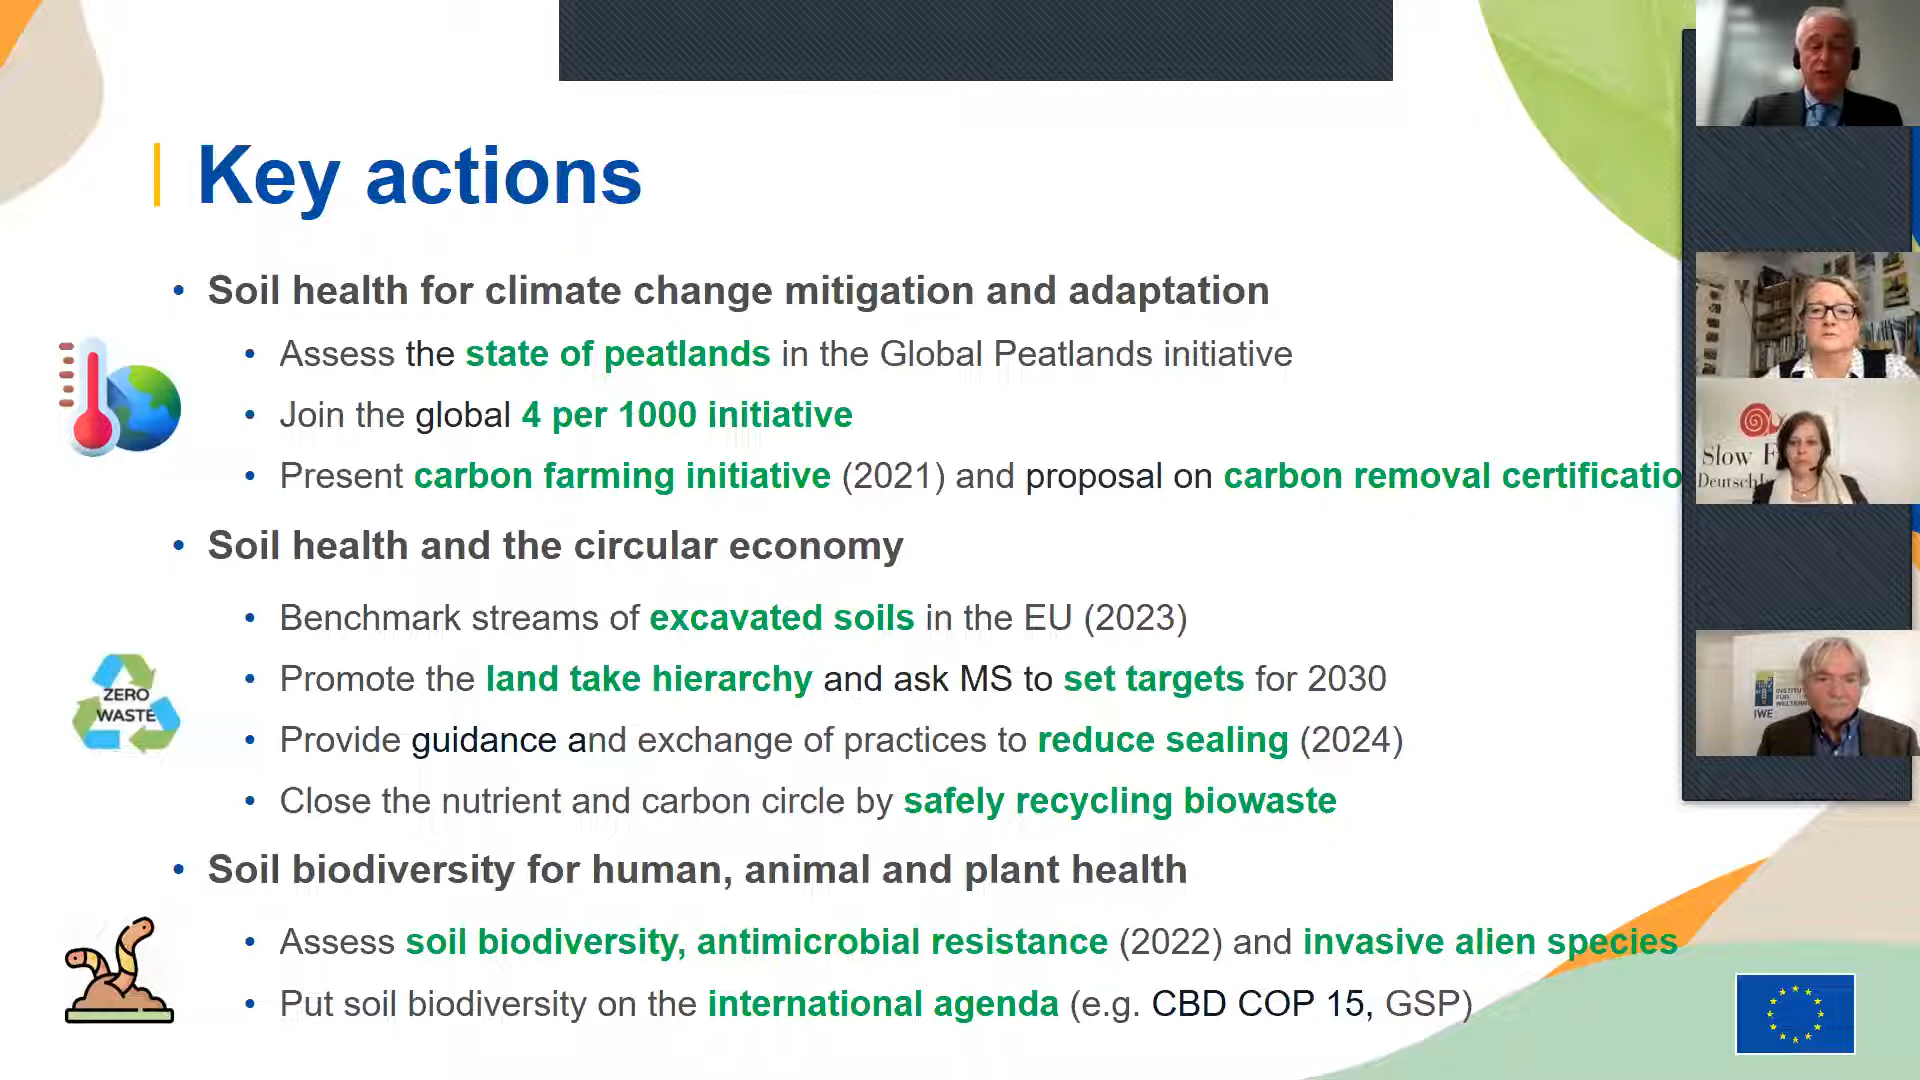 Key actions
Soil health for climate change mitigation and adaptation
Assess the state of peatlands in the Global Peatlands initiative
Join the global 4 per 1000 initiative
Present carbon farming initiative (2021) and proposal on carbon removal certificatio
Soil health and the circular economy
Benchmark streams of excavated soils in the EU (2023)
ZERO
WASTE
Promote the land take hierarchy and ask MS to set targets for 2030
Provide guidance and exchange of practices to reduce sealing (2024)
Close the nutrient and carbon circle by safely recycling biowaste
Soil biodiversity for human, animal and plant health
Assess soil biodiversity, antimicrobial resistance (2022) and invasive alien species
Put soil biodiversity on the international agenda (e.g. CBD COP 15, GSP)
Slow F
Deutschl
INSTITU
FÜR
IWE